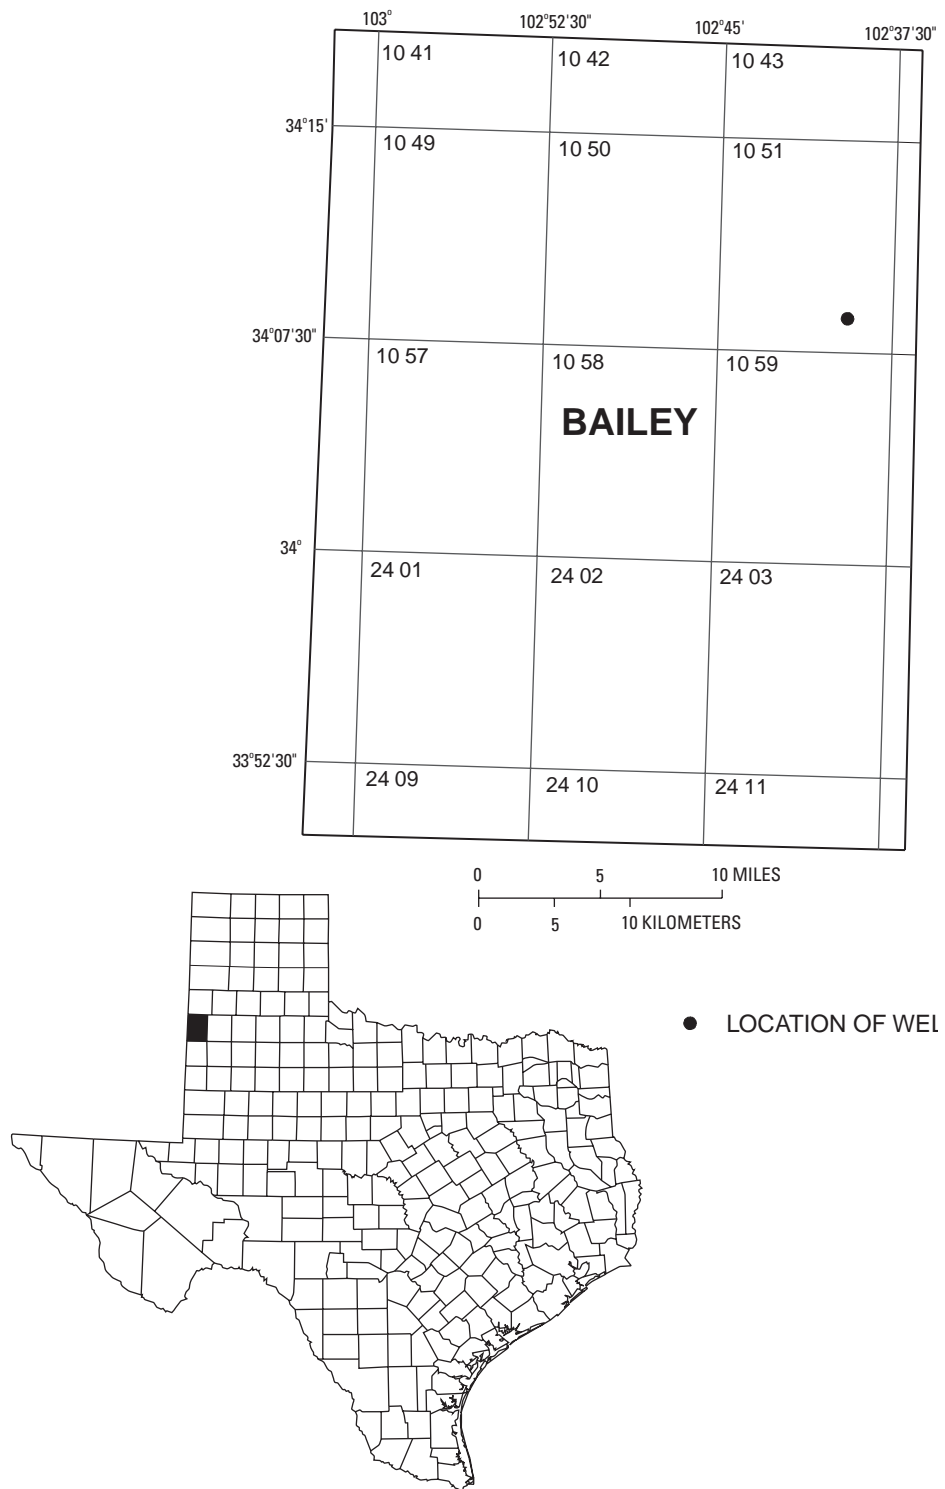 103° 102°52'30" 102°45' 102°37'30"
10 41 10 42 10 43
34°15'
10 49 10 50 10 51
34°07'30"
10 57 10 58 10 59
BAILEY
34°
24 01 24 02 24 03
33°52'30"
24 09 24 10 24 11
0 5 10 MILES
0 5 10 KILOMETERS
LOCATION OF WEL